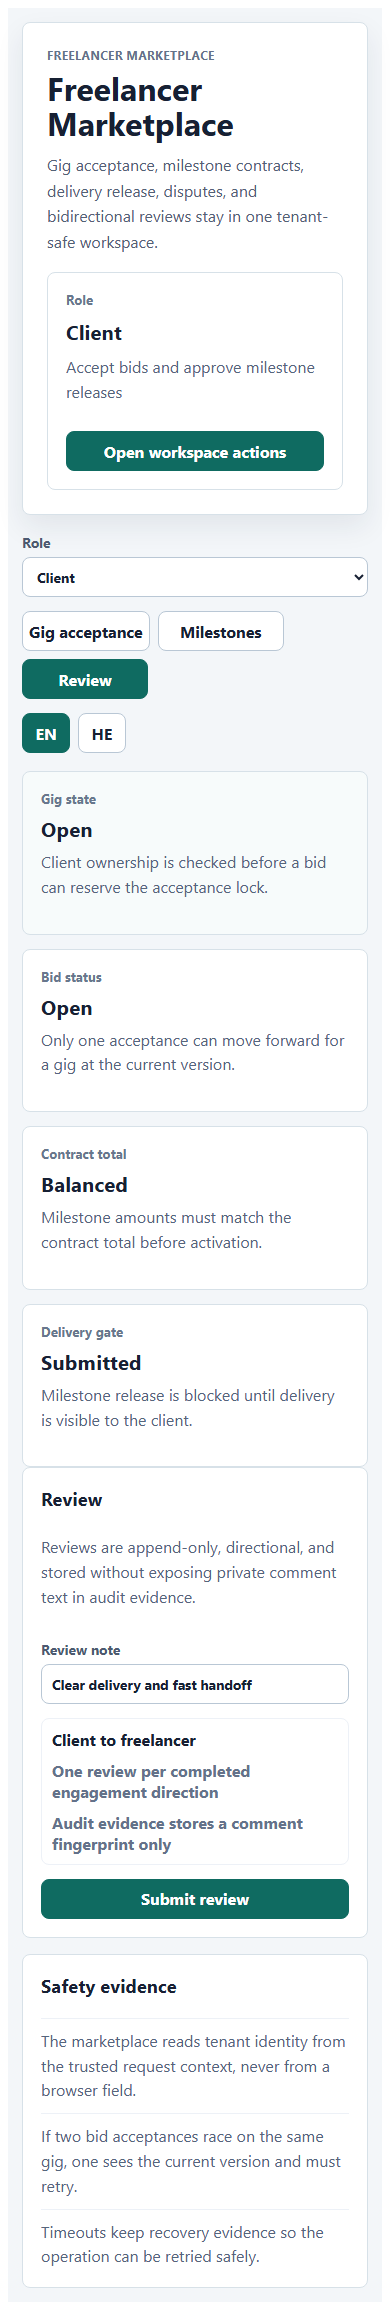 FREELANCER MARKETPLACE
Freelancer
Marketplace
Gig acceptance, milestone contracts,
delivery release, disputes, and
bidirectional reviews stay in one tenant-
safe workspace.
Role
Client
Accept bids and approve milestone
releases
Open workspace actions
Role
Client
Gig acceptance Milestones
Review
EN HE
Gig state
Open
Client ownership is checked before a bid
can reserve the acceptance lock.
Bid status
Open
Only one acceptance can move forward for
a gig at the current version.
Contract total
Balanced
Milestone amounts must match the
contract total before activation.
Delivery gate
Submitted
Milestone release is blocked until delivery
is visible to the client.
Review
Reviews are append-only, directional, and
stored without exposing private comment
text in audit evidence.
Review note
Clear delivery and fast handoff
Client to freelancer
One review per completed
engagement direction
Audit evidence stores a comment
fingerprint only
Submit review
Safety evidence
The marketplace reads tenant identity from
the trusted request context, never from a
browser field.
If two bid acceptances race on the same
gig, one sees the current version and must
retry.
Timeouts keep recovery evidence so the
operation can be retried safely.